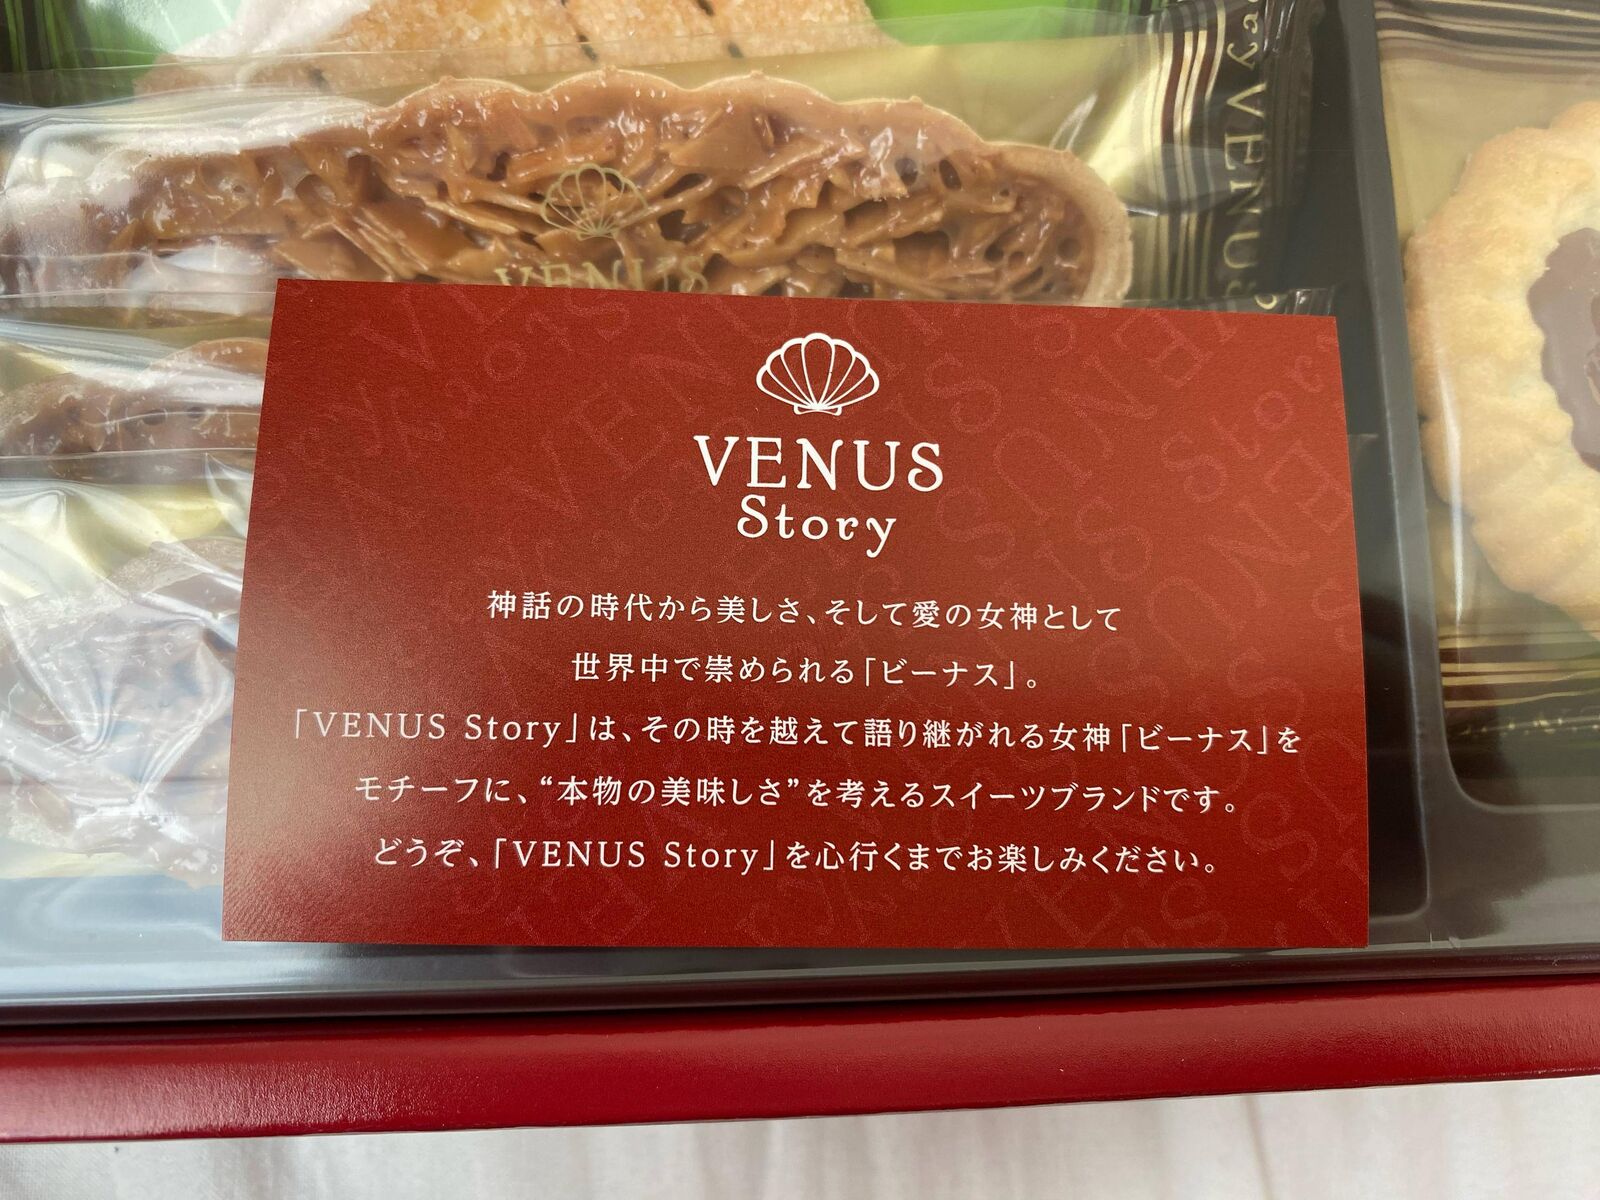 ry VENUS
VENUS
VENUS
Story
神話の時代から美しさ、そして愛の女神として
世界中で崇められる「ビーナス」。
「VENUS Story」は、その時を越えて語り継がれる女神「ビーナス」を
モチーフに、“本物の美味しさ”を考えるスイーツブランドです。
どうぞ、「VENUS Story」を心行くまでお楽しみください。